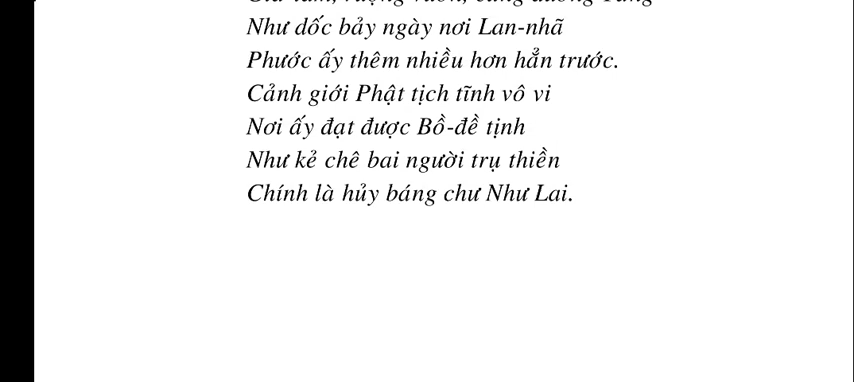 Như dốc bảy ngày nơi Lan-nhã
Phước ấy thêm nhiều hơn hẳn trước.
Cảnh giới Phật tịch tĩnh vô vi
Nơi ấy đạt được Bồ-đề tịnh
Như kẻ chê bai người trụ thiền
Chính là hủy báng chư Như Lai.